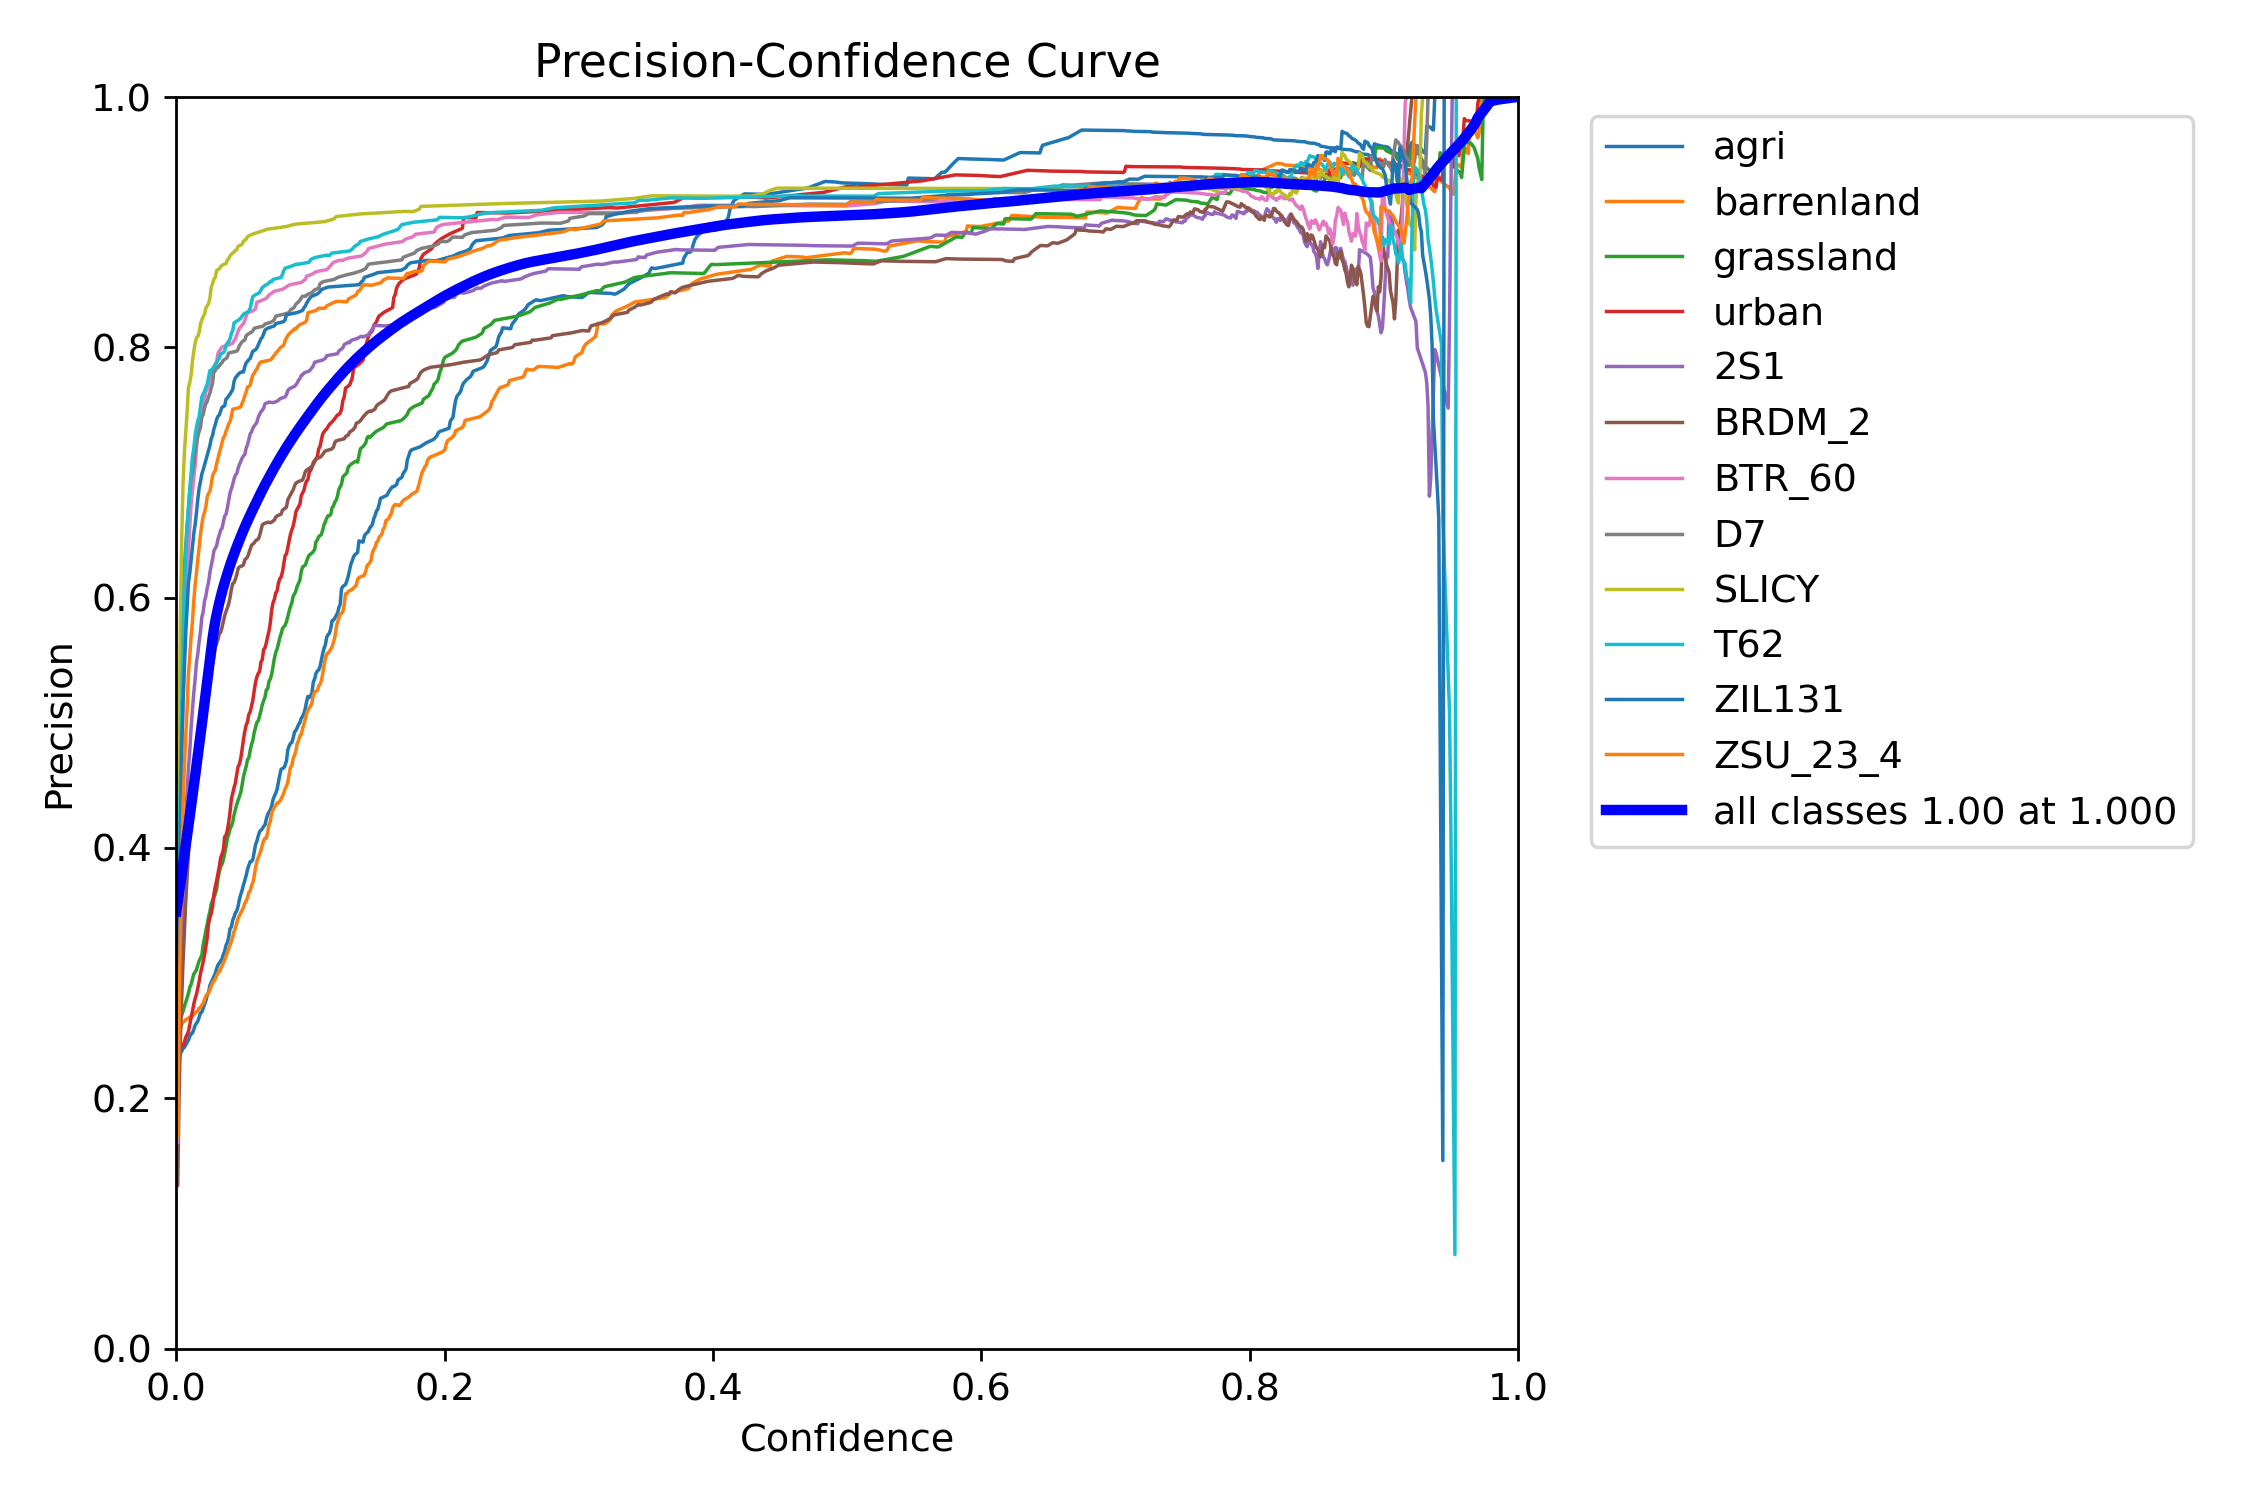 Precision-Confidence Curve
1.0
0.8
0.6
0.4
0.2
0.0
Precision
0.0 0.2 0.4 0.6 0.8 1.0
Confidence
agri
barrenland
grassland
urban
2S1
BRDM_2
BTR_60
D7
SLICY
T62
ZIL131
ZSU_23_4
all classes 1.00 at 1.000